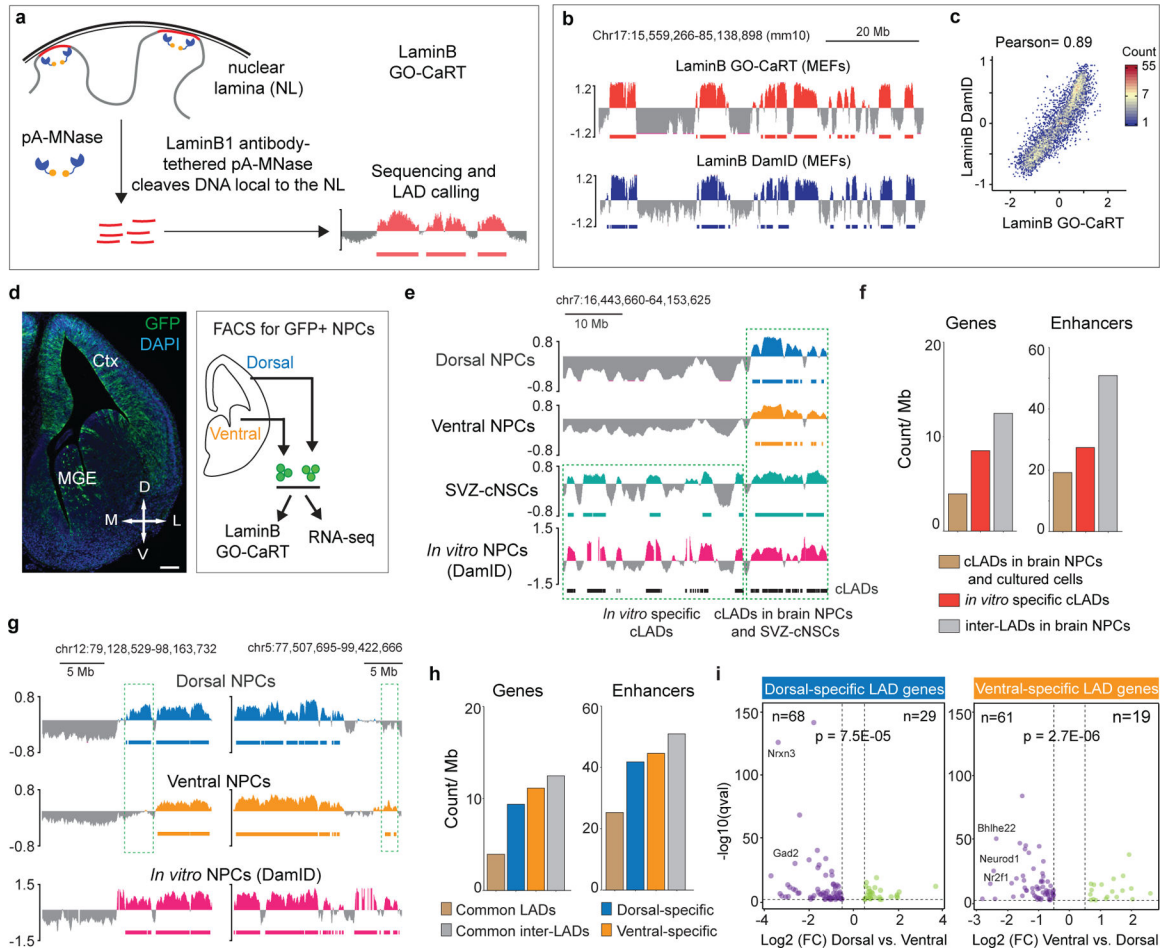 a
nuclear
lamina (NL)
LaminB
GO-CaRT
pA-MNase
LaminB1 antibody-
tethered pA-MNase
cleaves DNA local to the NL
Sequencing and
LAD calling
b
Chr17:15,559,266-85,138,898 (mm10)
20 Mb
LaminB GO-CaRT (MEFs)
1.2
-1.2
LaminB DamID (MEFs)
1.2
-1.2
c
Pearson= 0.89
Count
55
7
1
LaminB DamID
1
0
-1
-2 0 2
LaminB GO-CaRT
d
GFP
DAPI
Ctx
MGE
D
M L
V
FACS for GFP+ NPCs
Dorsal
Ventral
LaminB
GO-CaRT
RNA-seq
e
chr7:16,443,660-64,153,625
10 Mb
Dorsal NPCs
0.8
-0.8
Ventral NPCs
0.8
-0.8
SVZ-cNSCs
0.8
-0.8
In vitro NPCs
(DamID)
1.5
-1.5
cLADs
In vitro specific
cLADs
cLADs in brain NPCs
and SVZ-cNSCs
f
Genes
Enhancers
Count/ Mb
20
10
0
60
40
20
0
cLADs in brain NPCs
and cultured cells
in vitro specific cLADs
inter-LADs in brain NPCs
g
chr12:79,128,529-98,163,732
chr5:77,507,695-99,422,666
5 Mb
5 Mb
Dorsal NPCs
0.8
-0.8
Ventral NPCs
0.8
-0.8
In vitro NPCs (DamID)
1.5
-1.5
h
Genes
Enhancers
Count/ Mb
20
10
0
60
40
20
0
Common LADs
Dorsal-specific
Common inter-LADs
Ventral-specific
i
Dorsal-specific LAD genes
n=68
n=29
p = 7.5E-05
Nrxn3
Gad2
-log10(qval)
150
100
50
0
-4 -2 0 2 4
Log2 (FC) Dorsal vs. Ventral
Ventral-specific LAD genes
n=61
n=19
p = 2.7E-06
Bhlhe22
Neurod1
Nr2f1
150
100
50
0
-3 -2 -1 0 1 2 3
Log2 (FC) Ventral vs. Dorsal